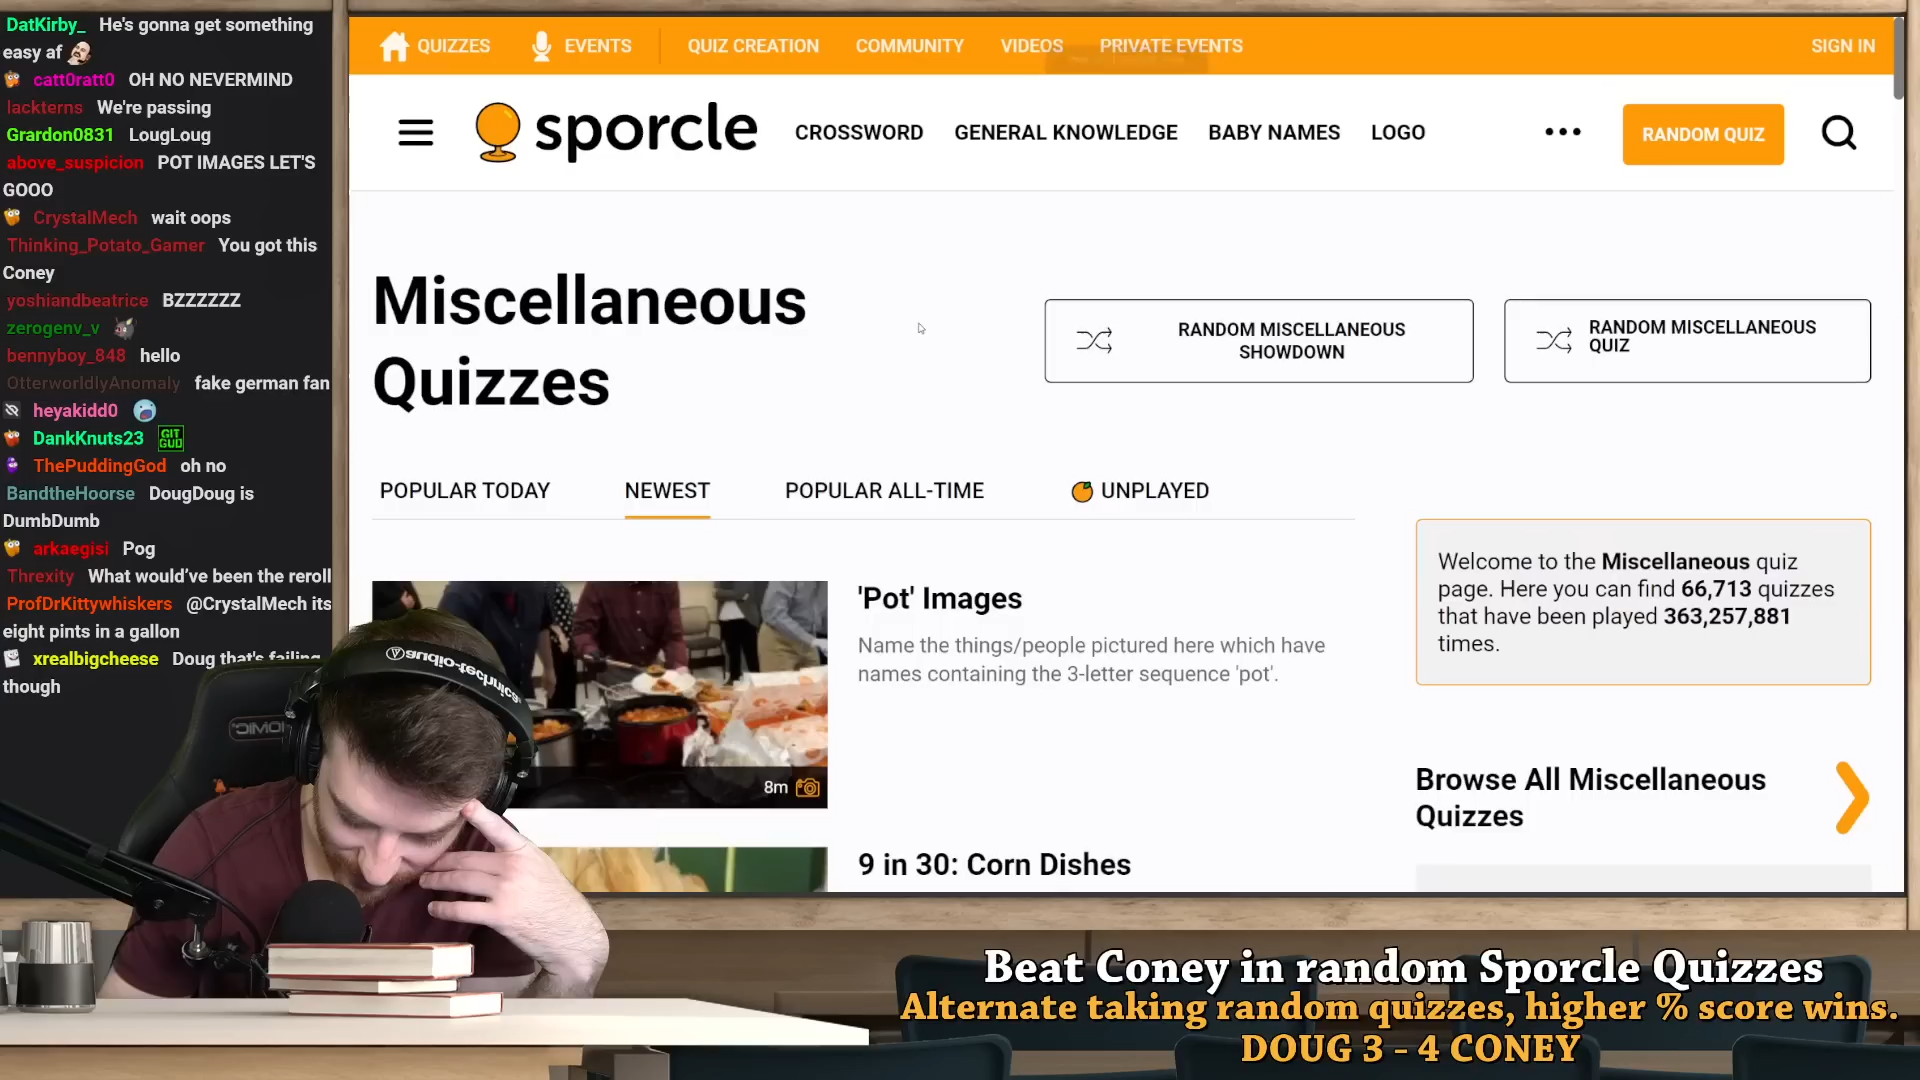 DatKirby_ He's gonna get something
easy af
catt0ratt0 OH NO NEVERMIND
lackterns We're passing
Grardon0831 LougLoug
above_suspicion POT IMAGES LET'S
GOOO
CrystalMech wait oops
Thinking_Potato_Gamer You got this
Coney
yoshiandbeatrice BZZZZZZ
zerogenv_v
bennyboy_848 hello
OtterworldlyAnomaly fake german fan
heyakidd0
DankKnuts23 GIT GUD
ThePuddingGod oh no
BandtheHoorse DougDoug is
DumbDumb
arkaegisi Pog
Threxity What would've been the reroll
ProfDrKittywhiskers @CrystalMech its
eight pints in a gallon
xrealbigcheese Doug that's failing
though
QUIZZES EVENTS QUIZ CREATION COMMUNITY VIDEOS PRIVATE EVENTS SIGN IN
sporcle CROSSWORD GENERAL KNOWLEDGE BABY NAMES LOGO ••• RANDOM QUIZ
Miscellaneous
Quizzes
RANDOM MISCELLANEOUS
SHOWDOWN
RANDOM MISCELLANEOUS
QUIZ
POPULAR TODAY NEWEST POPULAR ALL-TIME UNPLAYED
'Pot' Images
Name the things/people pictured here which have
names containing the 3-letter sequence 'pot'.
8m
9 in 30: Corn Dishes
Welcome to the Miscellaneous quiz
page. Here you can find 66,713 quizzes
that have been played 363,257,881
times.
Browse All Miscellaneous
Quizzes
audio-technica
Beat Coney in random Sporcle Quizzes
Alternate taking random quizzes, higher % score wins.
DOUG 3 - 4 CONEY